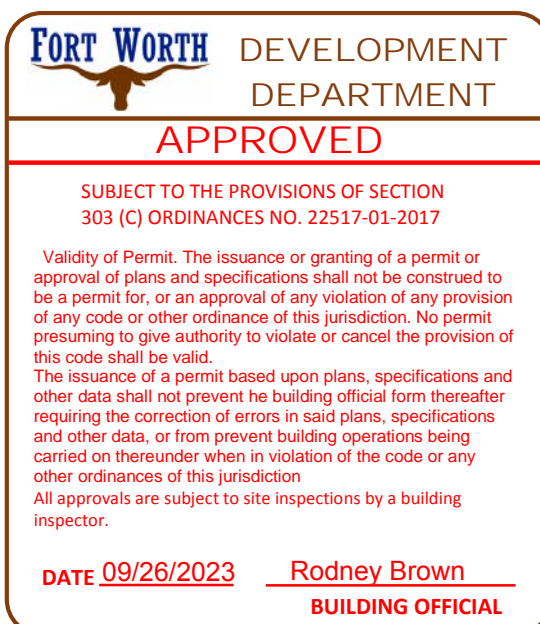 FORT WORTH
DEVELOPMENT
DEPARTMENT
APPROVED
SUBJECT TO THE PROVISIONS OF SECTION
303 (C) ORDINANCES NO. 22517-01-2017
Validity of Permit. The issuance or granting of a permit or
approval of plans and specifications shall not be construed to
be a permit for, or an approval of any violation of any provision
of any code or other ordinance of this jurisdiction. No permit
presuming to give authority to violate or cancel the provision of
this code shall be valid.
The issuance of a permit based upon plans, specifications and
other data shall not prevent he building official form thereafter
requiring the correction of errors in said plans, specifications
and other data, or from prevent building operations being
carried on thereunder when in violation of the code or any
other ordinances of this jurisdiction
All approvals are subject to site inspections by a building
inspector.
DATE 09/26/2023 Rodney Brown
BUILDING OFFICIAL